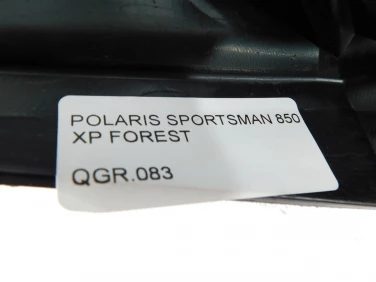 POLARIS SPORTSMAN 850
XP FOREST
QGR.083